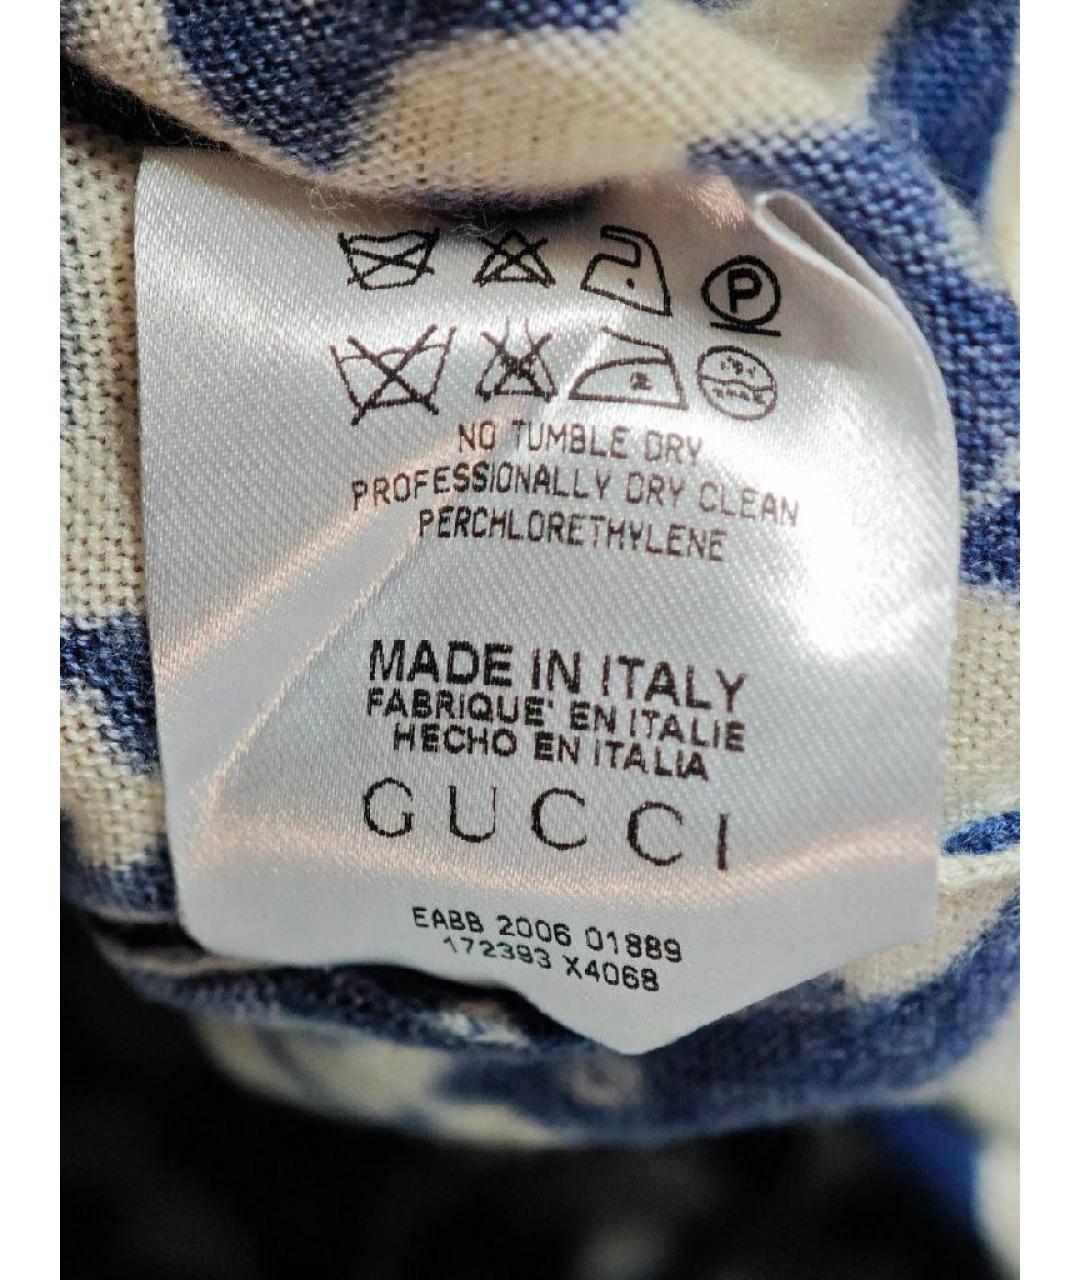 P
NO TUMBLE DRY
PROFESSIONALLY DRY CLEAN
PERCHLORETHYLENE
MADE IN ITALY
FABRIQUE' EN ITALIE
HECHO EN ITALIA
GUCCI
EABB 2006 01889
172393 X4068